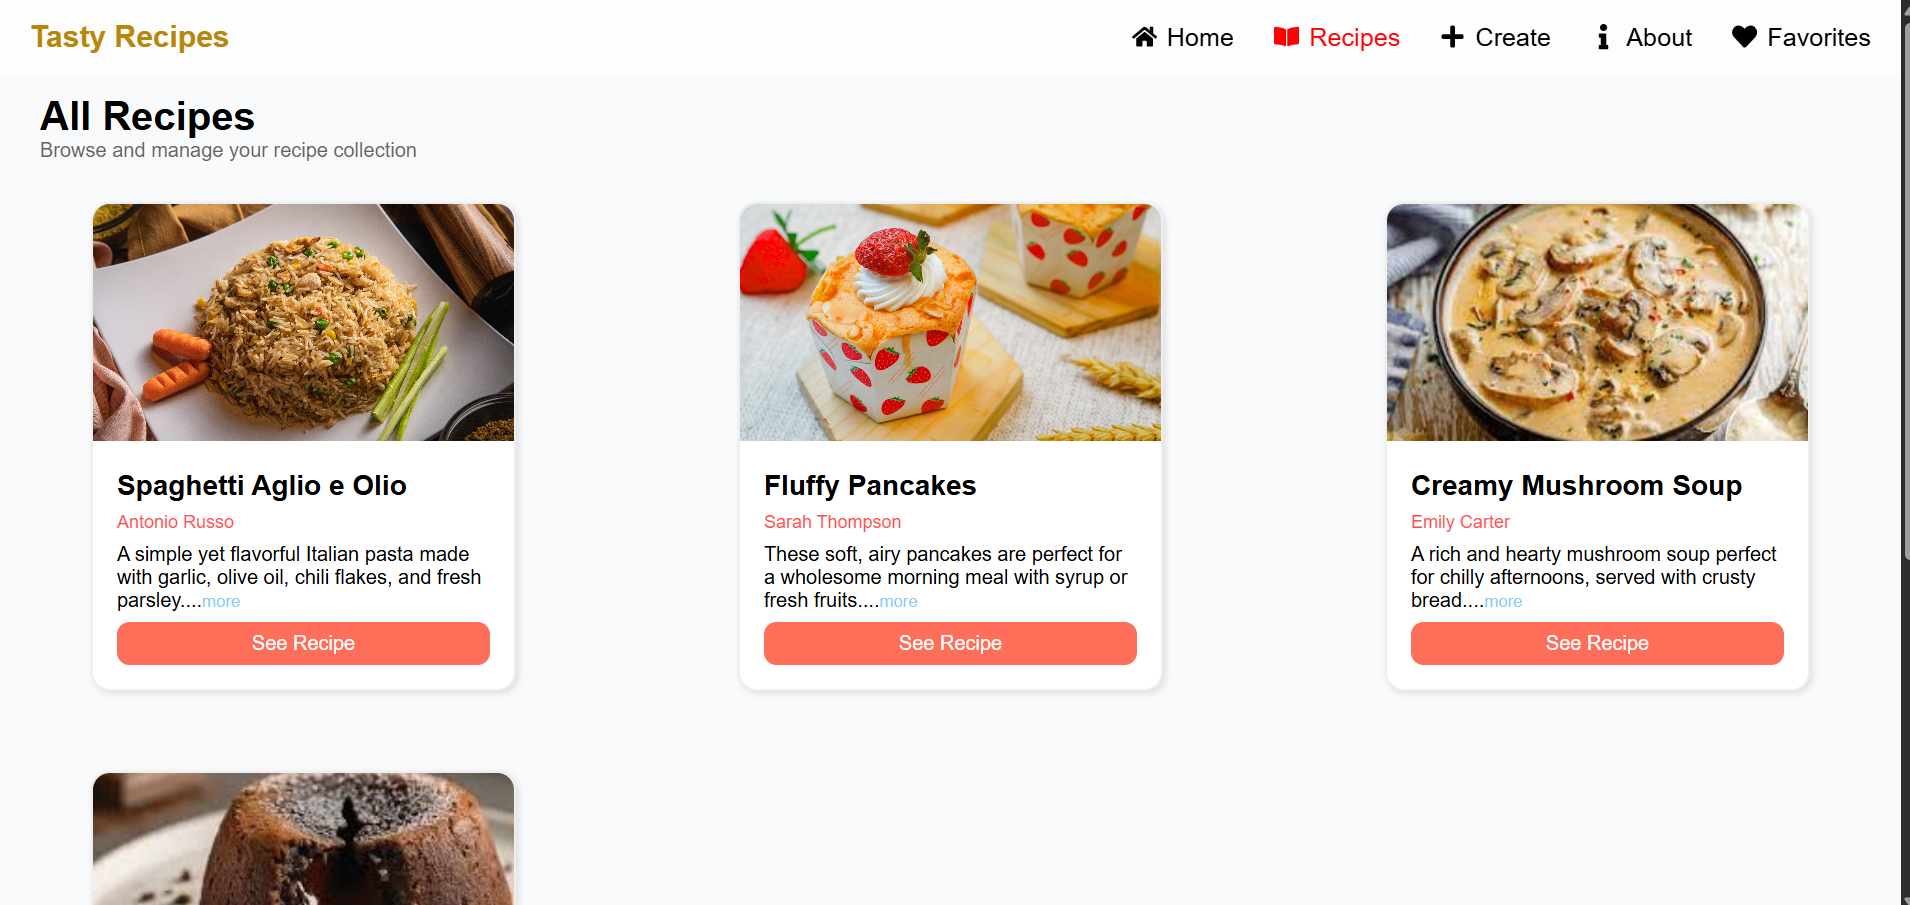 Tasty Recipes
Home
Recipes
Create
About
Favorites
All Recipes
Browse and manage your recipe collection
Spaghetti Aglio e Olio
Antonio Russo
A simple yet flavorful Italian pasta made
with garlic, olive oil, chili flakes, and fresh
parsley....more
See Recipe
Fluffy Pancakes
Sarah Thompson
These soft, airy pancakes are perfect for
a wholesome morning meal with syrup or
fresh fruits....more
See Recipe
Creamy Mushroom Soup
Emily Carter
A rich and hearty mushroom soup perfect
for chilly afternoons, served with crusty
bread....more
See Recipe